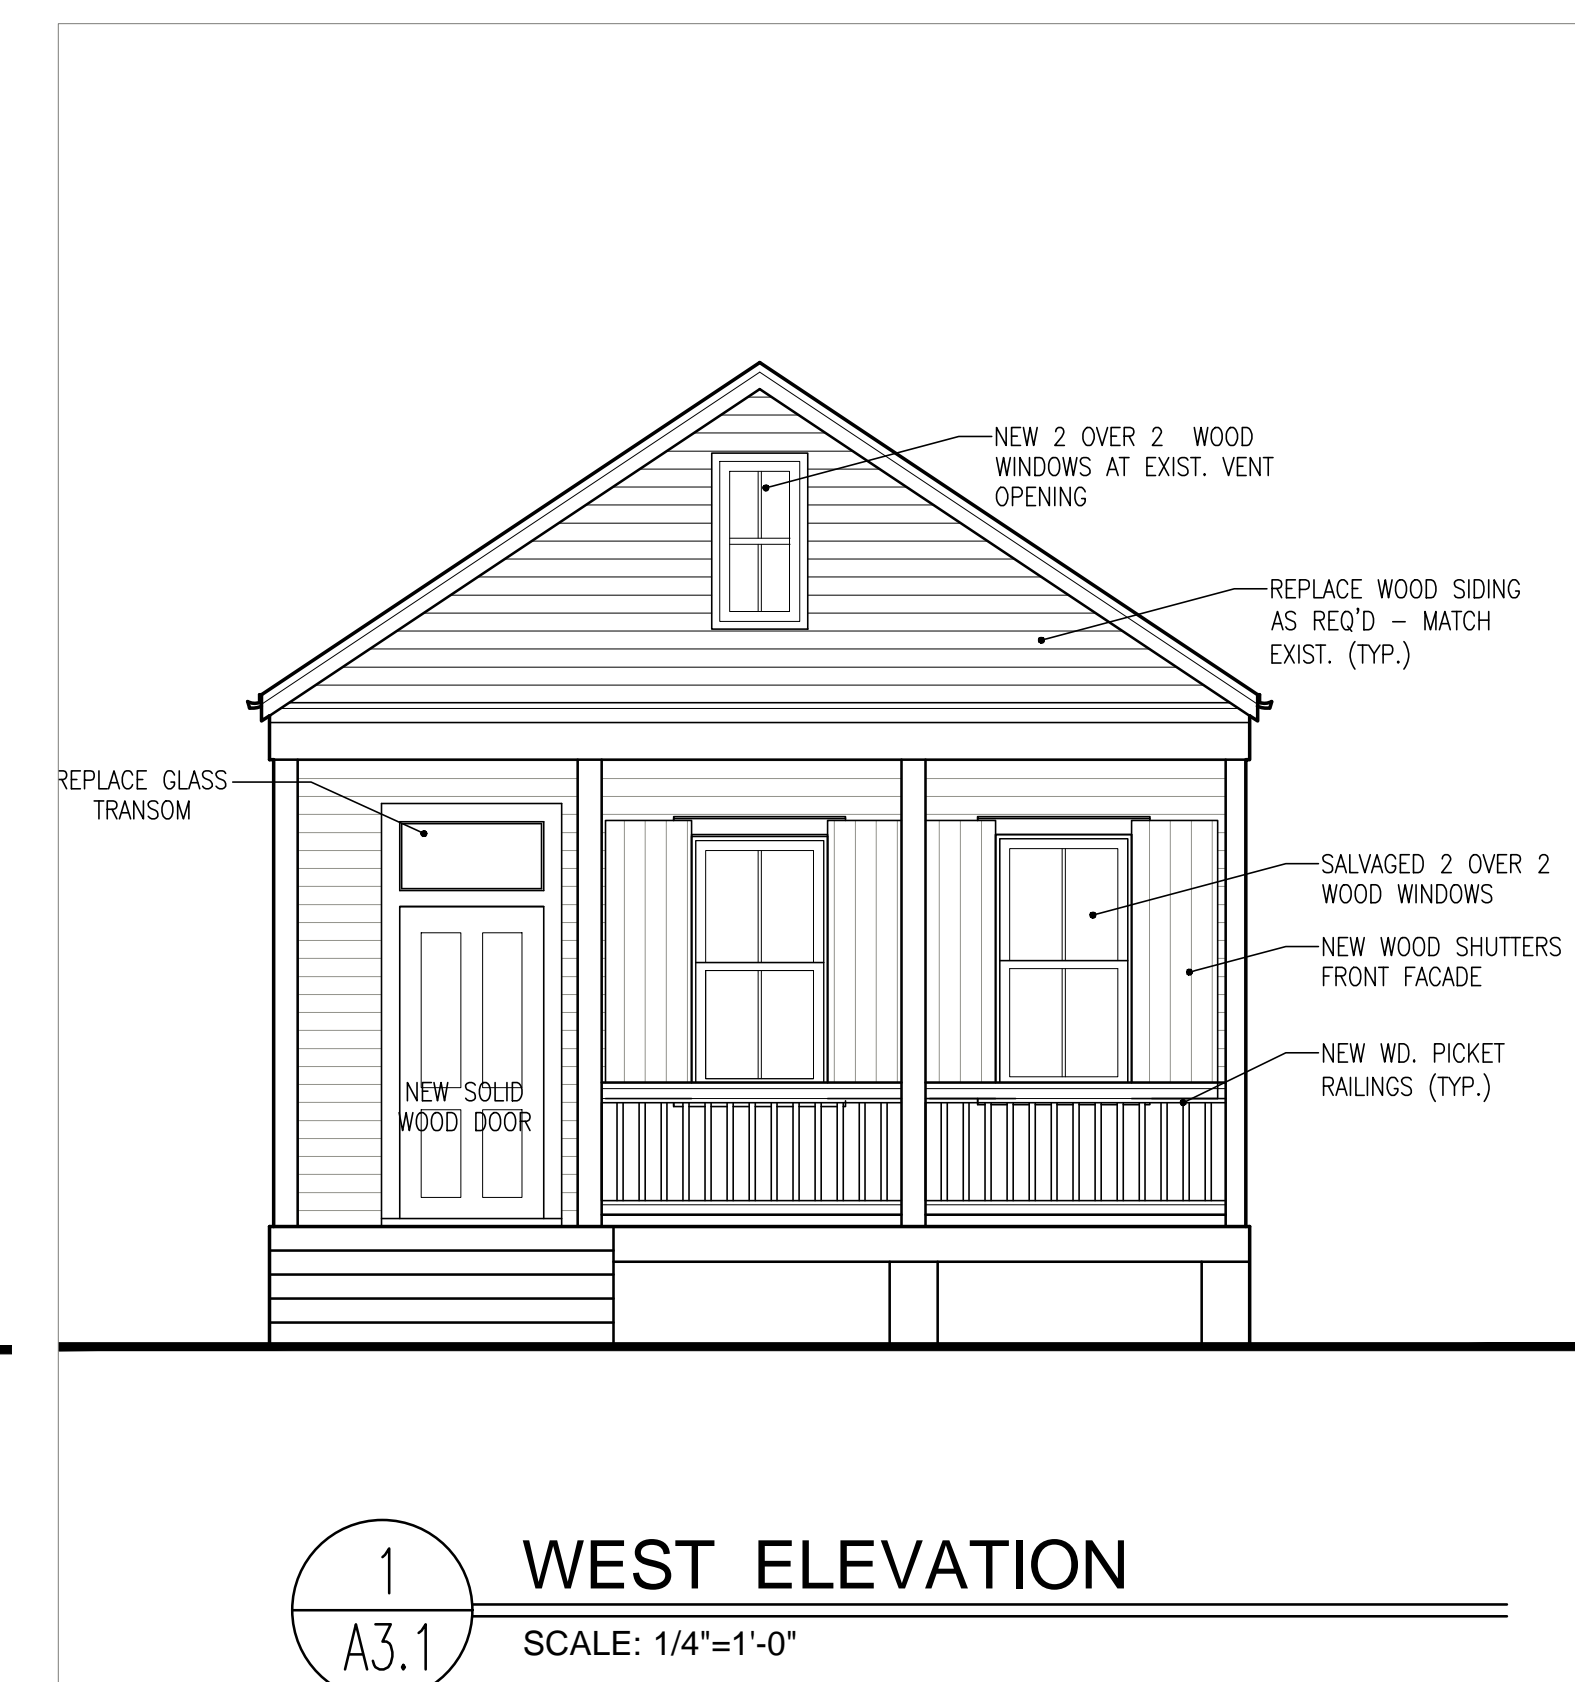 NEW 2 OVER 2 WOOD
WINDOWS AT EXIST. VENT
OPENING
REPLACE WOOD SIDING
AS REQ'D – MATCH
EXIST. (TYP.)
REPLACE GLASS
TRANSOM
SALVAGED 2 OVER 2
WOOD WINDOWS
NEW WOOD SHUTTERS
FRONT FACADE
NEW WD. PICKET
RAILINGS (TYP.)
NEW SOLID
WOOD DOOR
1
A3.1
WEST ELEVATION
SCALE: 1/4"=1'-0"